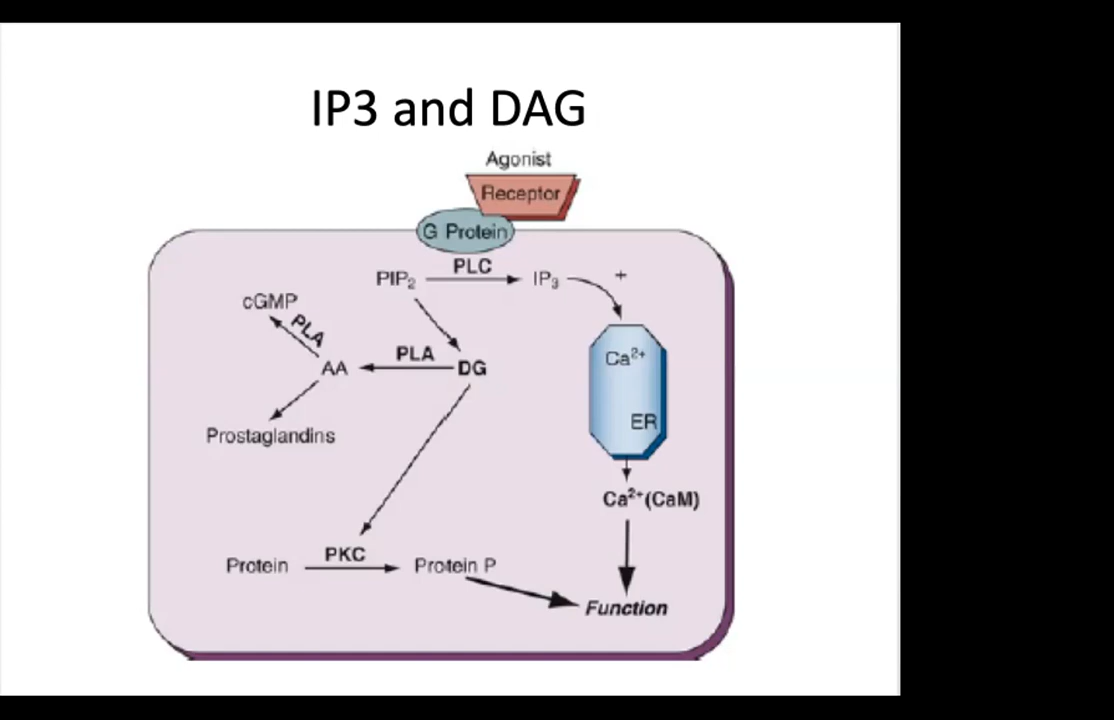 IP3 and DAG
Agonist
Receptor
G Protein
PLC
PIP₂
IP₃
+
cGMP
PLA
Ca²⁺
PLA
AA
DG
ER
Prostaglandins
Ca²⁺(CaM)
PKC
Protein
Protein P
Function